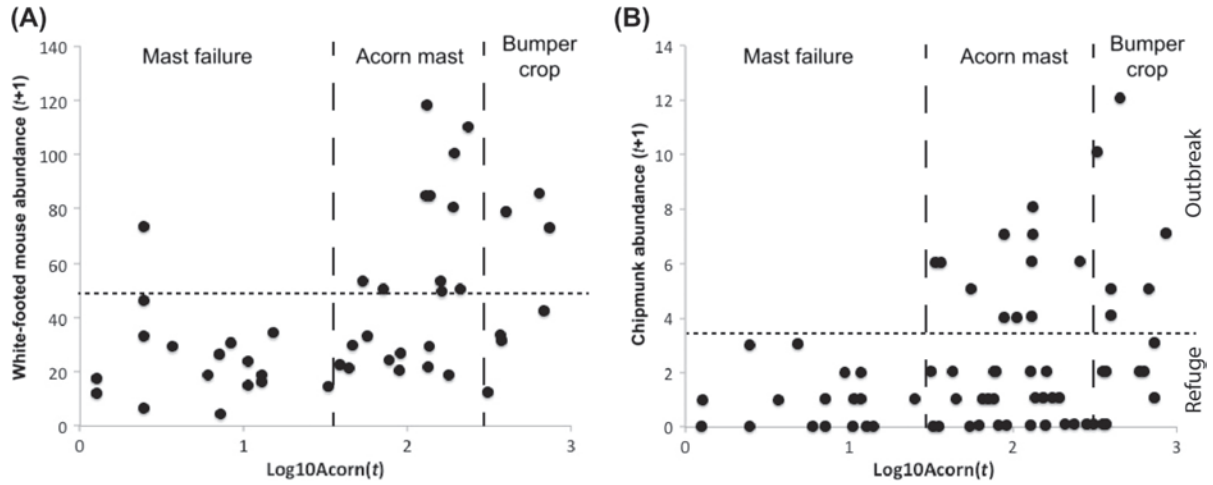 (A)
Mast failure
Acorn mast
Bumper
crop
140
120
100
80
60
40
20
0
0
1
2
3
White-footed mouse abundance (t+1)
Log10Acorn(t)
(B)
Mast failure
Acorn mast
Bumper
crop
14
12
10
8
6
4
2
0
0
1
2
3
Chipmunk abundance (t+1)
Log10Acorn(t)
Outbreak
Refuge